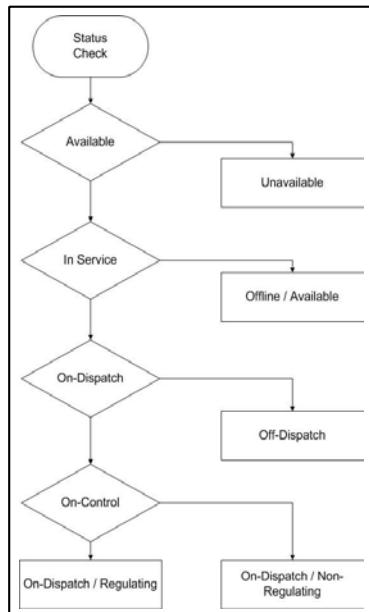 Status
Check
Available
Unavailable
In Service
Offline / Available
On-Dispatch
Off-Dispatch
On-Control
On-Dispatch / Regulating
On-Dispatch / Non-
Regulating